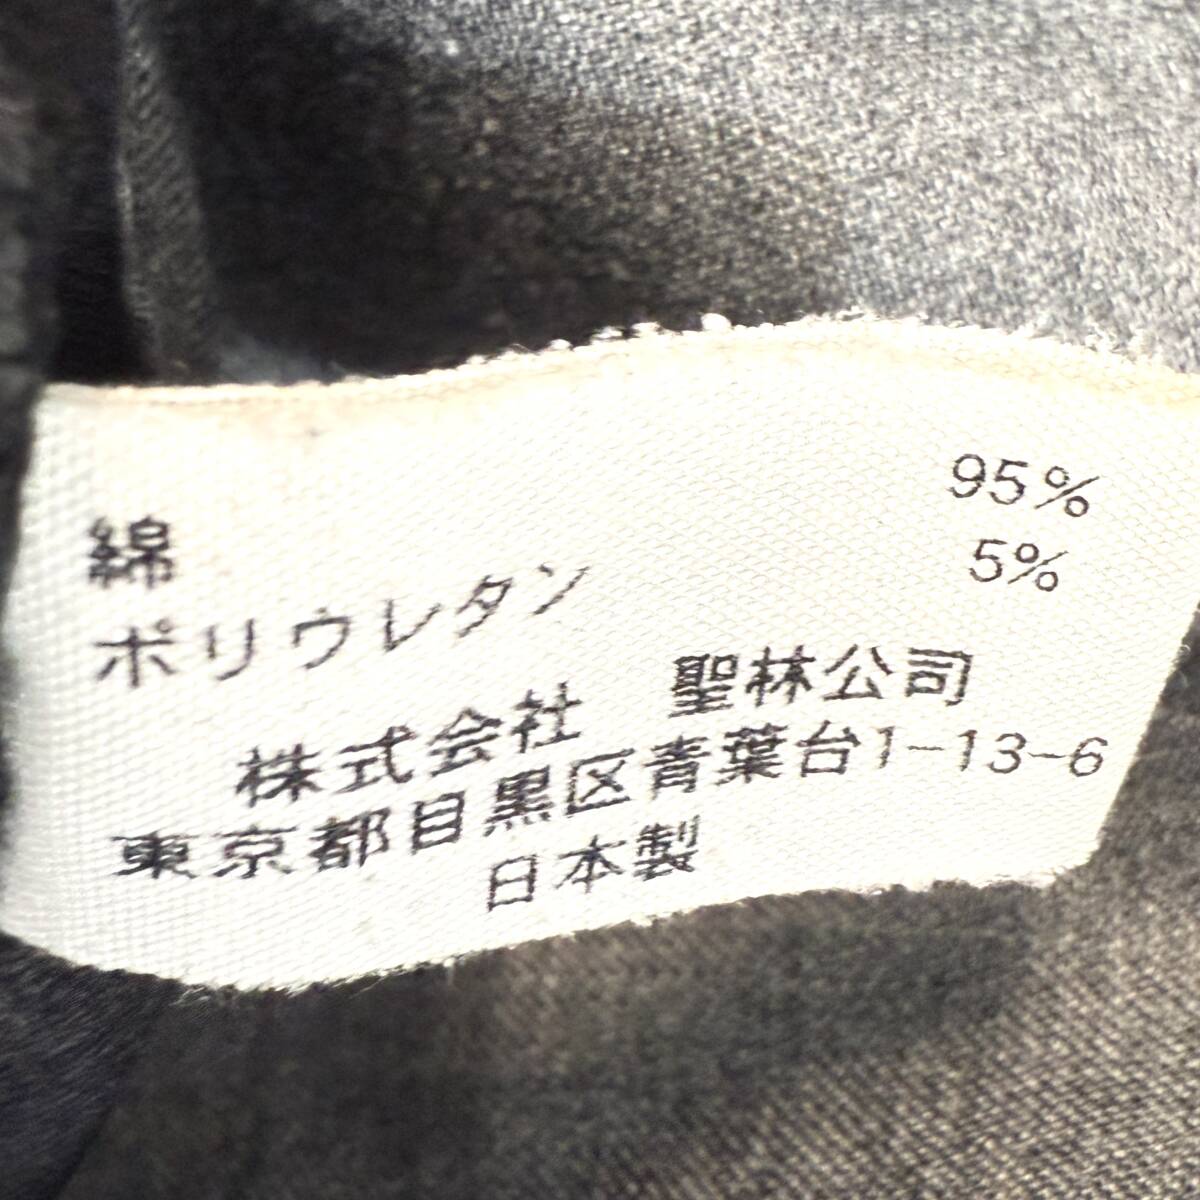 綿 95%
ポリウレタン 5%
株式会社 聖林公司
東京都目黒区青葉台1-13-6
日本製